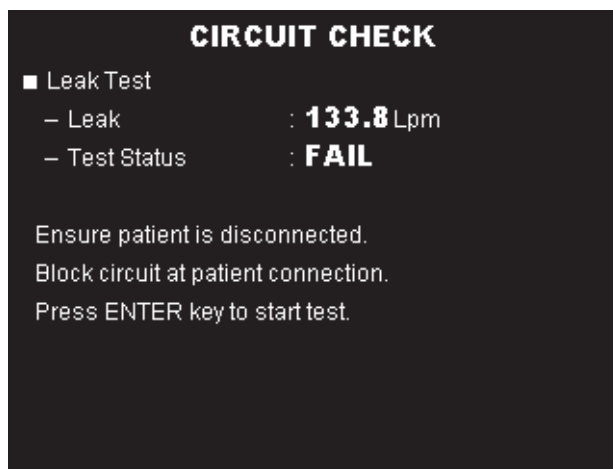 CIRCUIT CHECK
■ Leak Test
– Leak : 133.8 Lpm
– Test Status : FAIL
Ensure patient is disconnected.
Block circuit at patient connection.
Press ENTER key to start test.